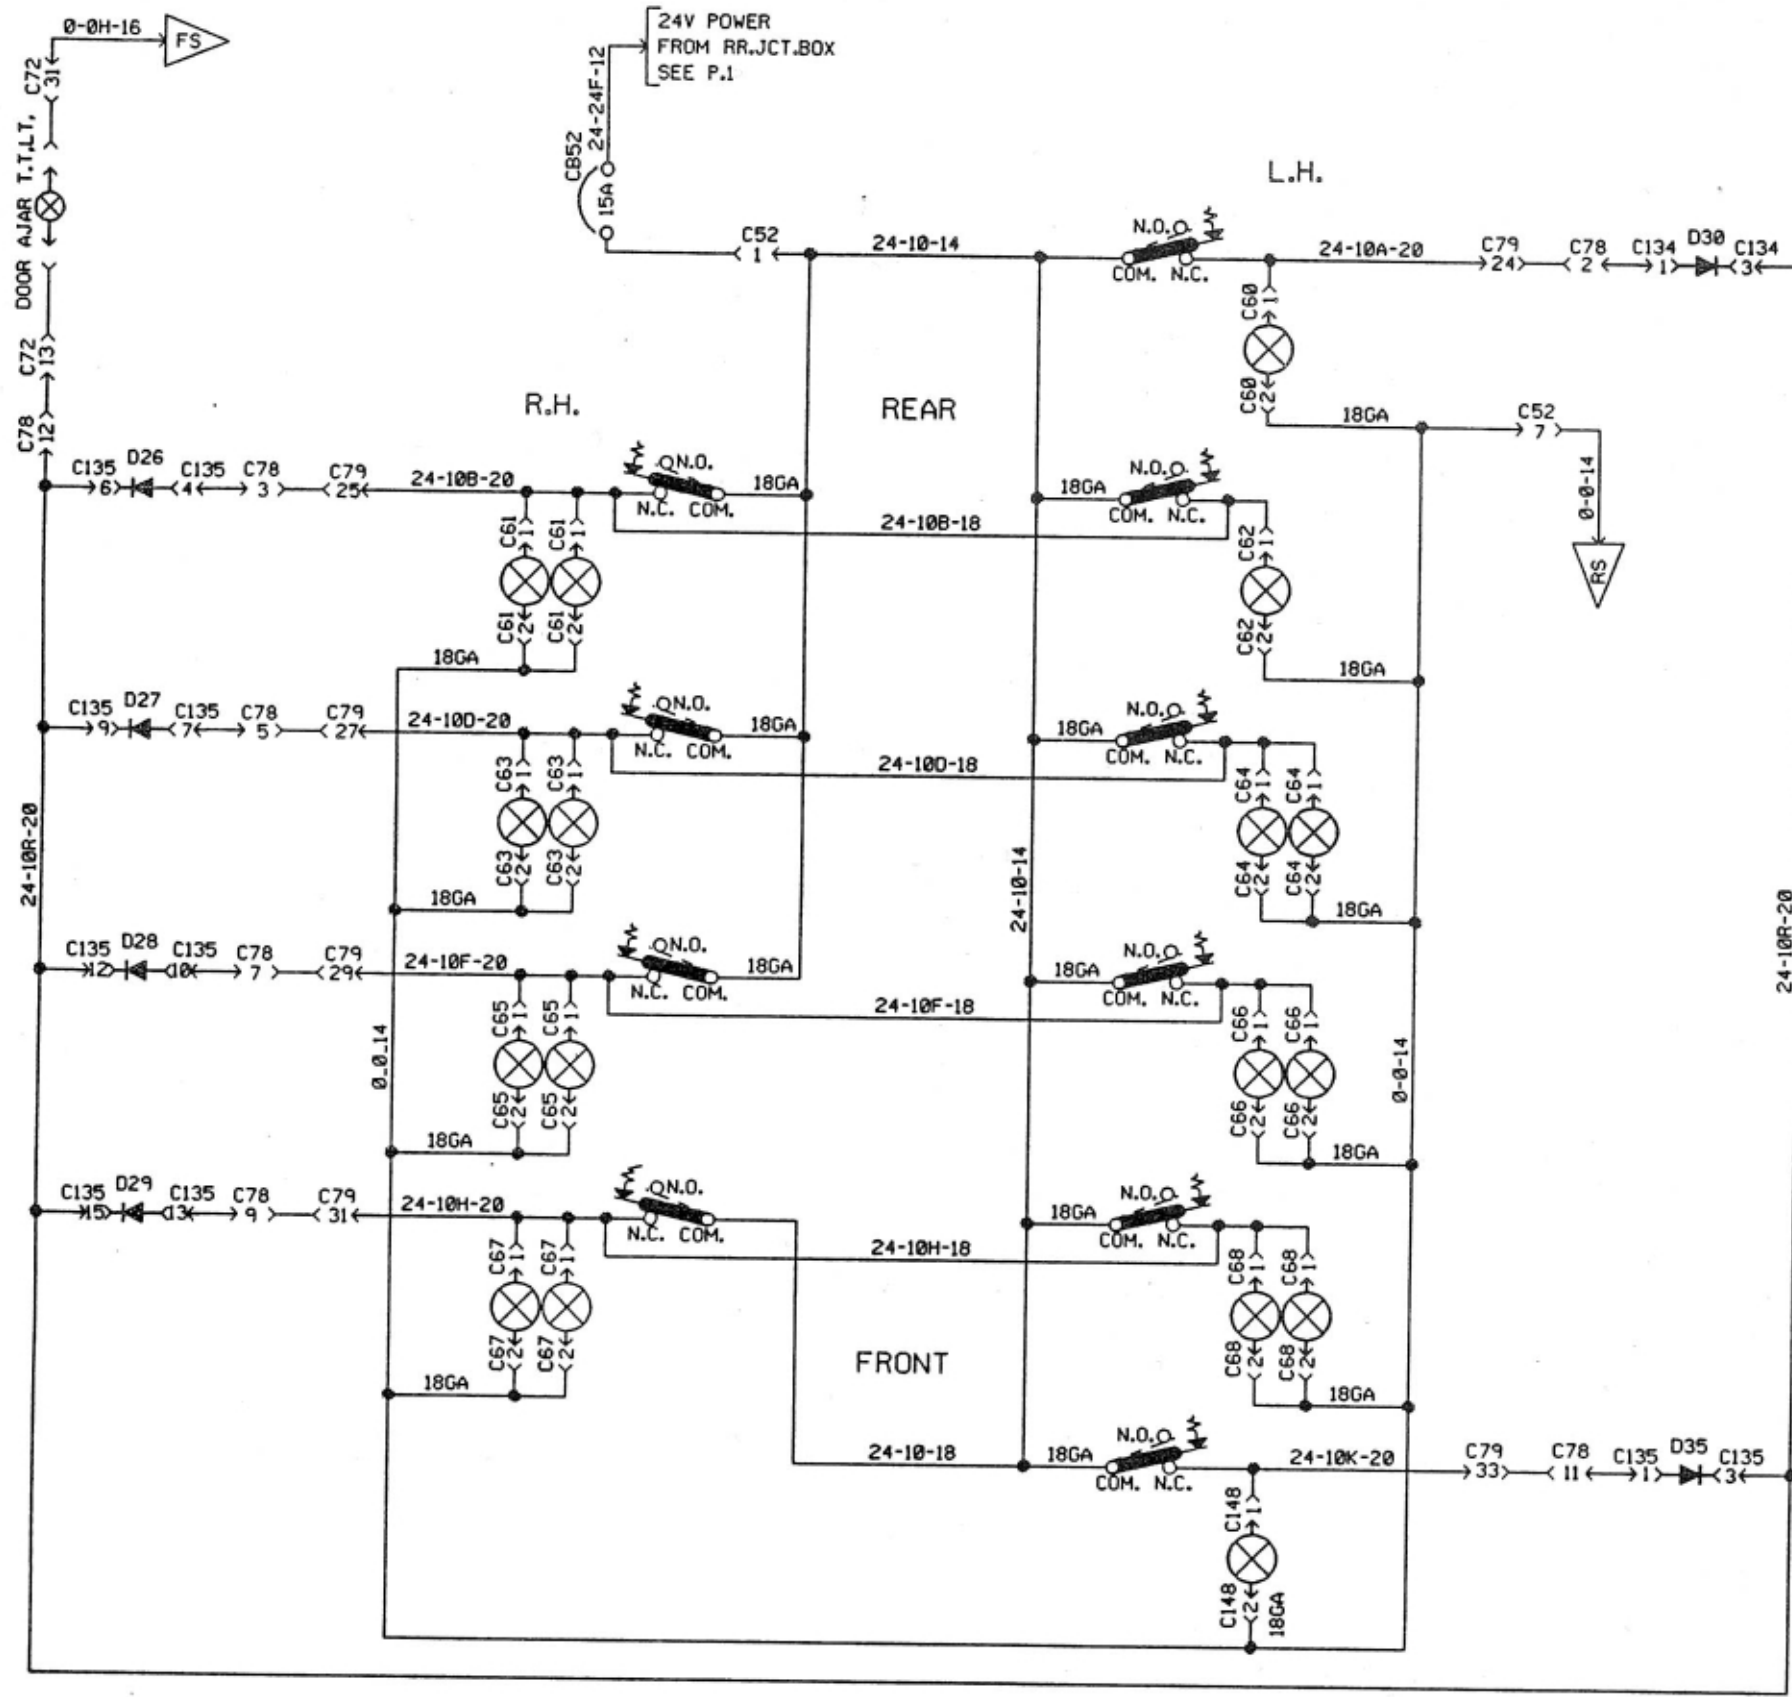 0-0H-16
FS
C72
31
DOOR AJAR T.T.LT.
C72
13
C78
12
24V POWER
FROM RR.JCT.BOX
SEE P.1
24-24F-12
CB52
15A
C52
1
24-10-14
L.H.
N.O.
COM. N.C.
24-10A-20
C79
24
C78
2
C134
1
D30
C134
3
C60
1
C60
2
18GA
C52
7
0-0-14
RS
R.H.
REAR
C135
6
D26
C135
4
C78
3
C79
25
24-10B-20
N.O.
N.C. COM.
18GA
24-10B-18
18GA
N.O.
COM. N.C.
C61
1
C61
1
C61
2
C61
2
18GA
C62
1
C62
2
18GA
C135
9
D27
C135
7
C78
5
C79
27
24-10D-20
N.O.
N.C. COM.
18GA
24-10D-18
18GA
N.O.
COM. N.C.
C63
1
C63
1
C63
2
C63
2
18GA
C64
1
C64
1
C64
2
C64
2
18GA
24-10R-20
24-10-14
24-10R-20
C135
12
D28
C135
10
C78
7
C79
29
24-10F-20
N.O.
N.C. COM.
18GA
24-10F-18
18GA
N.O.
COM. N.C.
C65
1
C65
1
C65
2
C65
2
18GA
0_0_14
C66
1
C66
1
C66
2
C66
2
18GA
0-0-14
C135
15
D29
C135
13
C78
9
C79
31
24-10H-20
N.O.
N.C. COM.
24-10H-18
18GA
N.O.
COM. N.C.
C67
1
C67
1
C67
2
C67
2
18GA
C68
1
C68
1
C68
2
C68
2
18GA
FRONT
24-10-18
18GA
N.O.
COM. N.C.
24-10K-20
C79
33
C78
11
C135
1
D35
C135
3
C148
1
C148
2
18GA